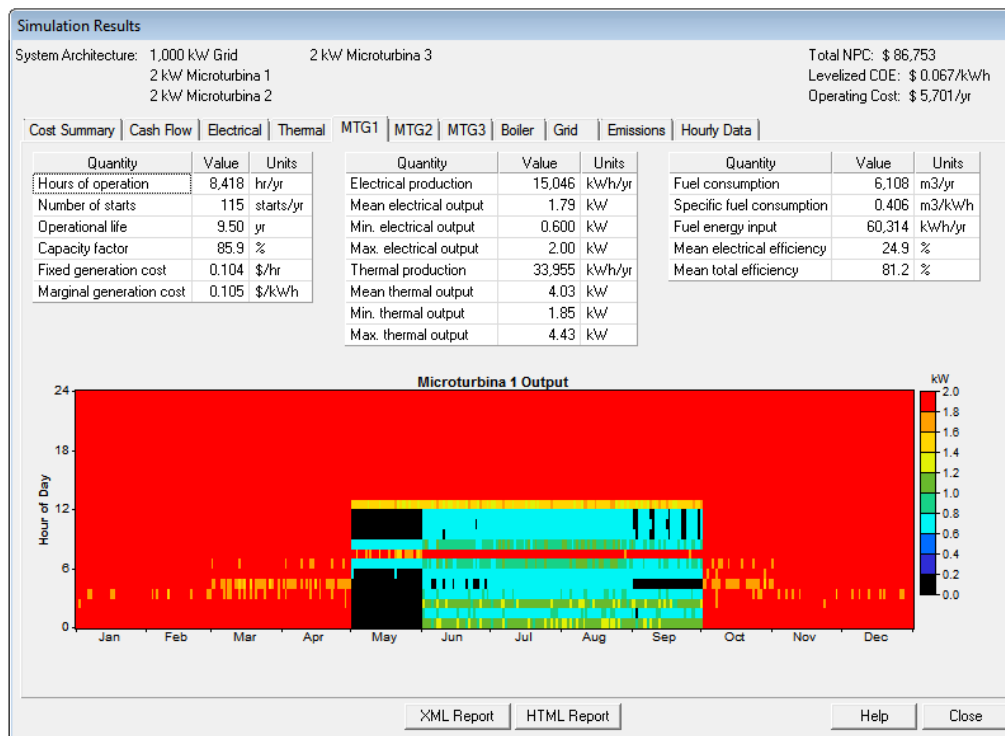 Simulation Results
System Architecture: 1,000 kW Grid 2 kW Microturbina 3
2 kW Microturbina 1
2 kW Microturbina 2
Total NPC: $ 86,753
Levelized COE: $ 0.067/kWh
Operating Cost: $ 5,701/yr
Cost Summary Cash Flow Electrical Thermal MTG1 MTG2 MTG3 Boiler Grid Emissions Hourly Data
Quantity Value Units
Hours of operation 8,418 hr/yr
Number of starts 115 starts/yr
Operational life 9.50 yr
Capacity factor 85.9 %
Fixed generation cost 0.104 $/hr
Marginal generation cost 0.105 $/kWh
Quantity Value Units
Electrical production 15,046 kWh/yr
Mean electrical output 1.79 kW
Min. electrical output 0.600 kW
Max. electrical output 2.00 kW
Thermal production 33,955 kWh/yr
Mean thermal output 4.03 kW
Min. thermal output 1.85 kW
Max. thermal output 4.43 kW
Quantity Value Units
Fuel consumption 6,108 m3/yr
Specific fuel consumption 0.406 m3/kWh
Fuel energy input 60,314 kWh/yr
Mean electrical efficiency 24.9 %
Mean total efficiency 81.2 %
Microturbina 1 Output
Hour of Day
24
18
12
6
0
Jan Feb Mar Apr May Jun Jul Aug Sep Oct Nov Dec
kW
2.0
1.8
1.6
1.4
1.2
1.0
0.8
0.6
0.4
0.2
0.0
XML Report HTML Report Help Close